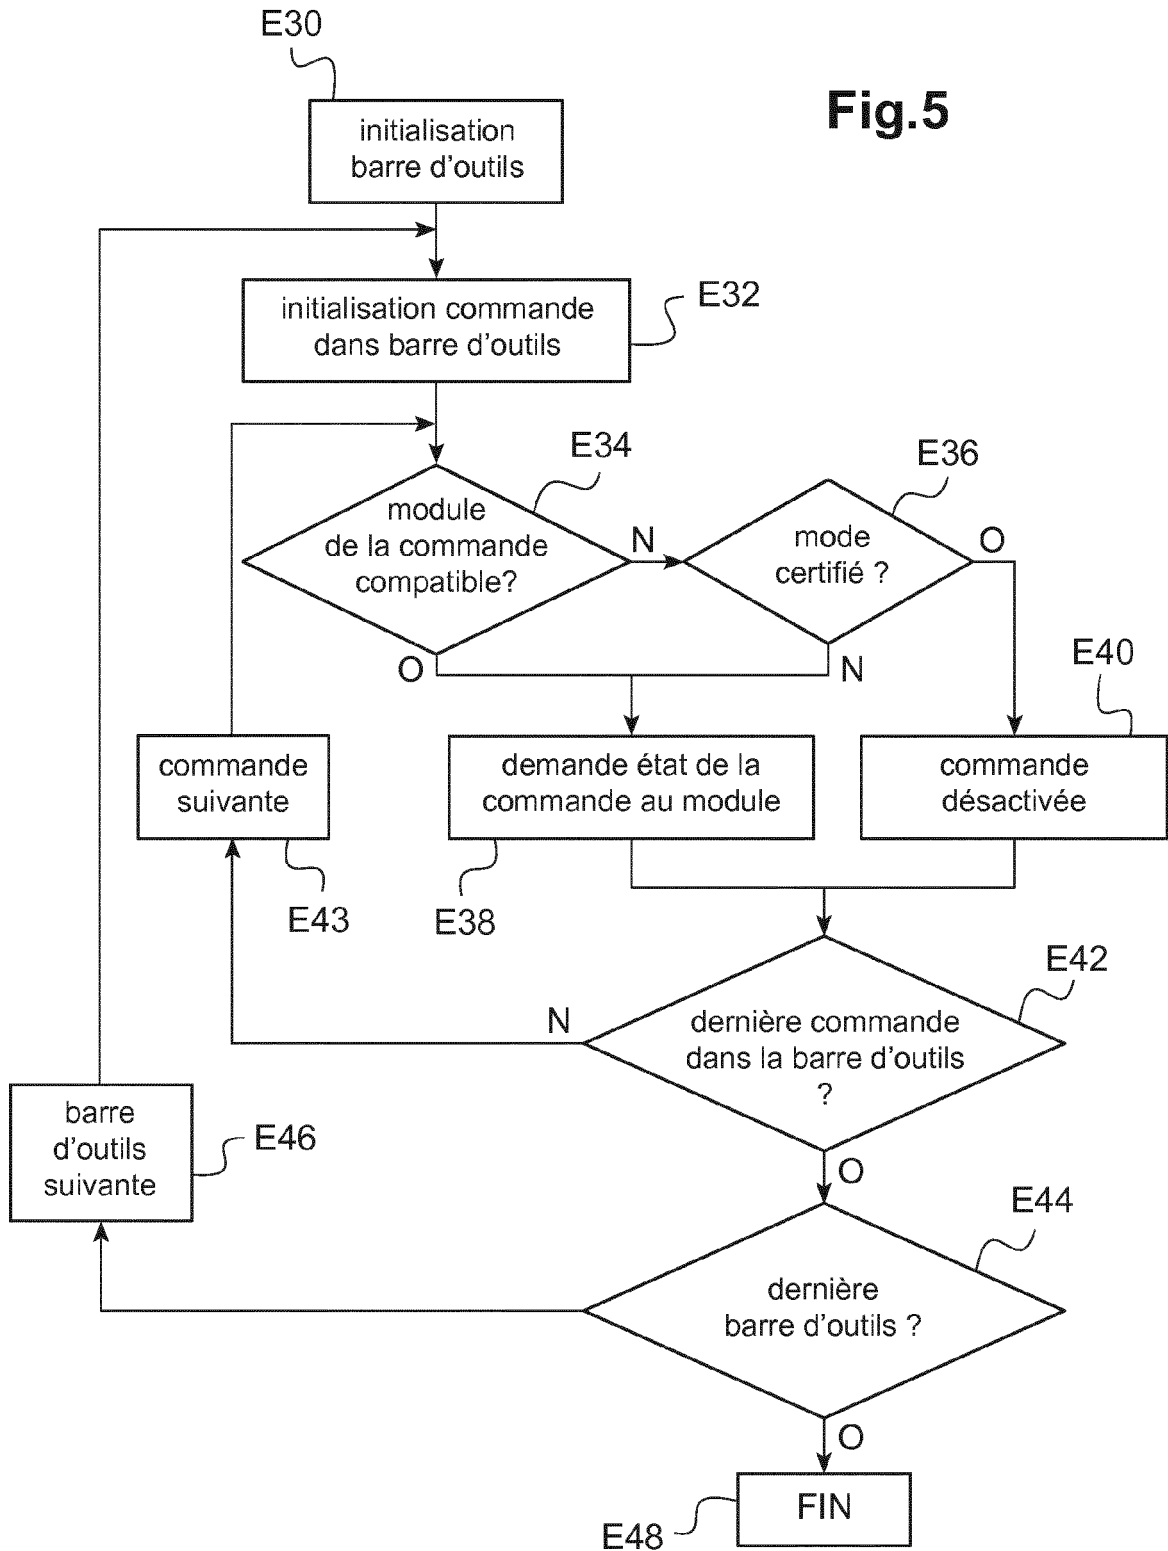 E30
Fig.5
initialisation
barre d'outils
E32
initialisation commande
dans barre d'outils
E34
E36
module
de la commande
compatible?
N
mode
certifié ?
O
O
N
E40
commande
suivante
demande état de la
commande au module
commande
désactivée
E43
E38
E42
N
dernière commande
dans la barre d'outils
?
barre
d'outils
suivante
E46
O
E44
dernière
barre d'outils ?
O
FIN
E48